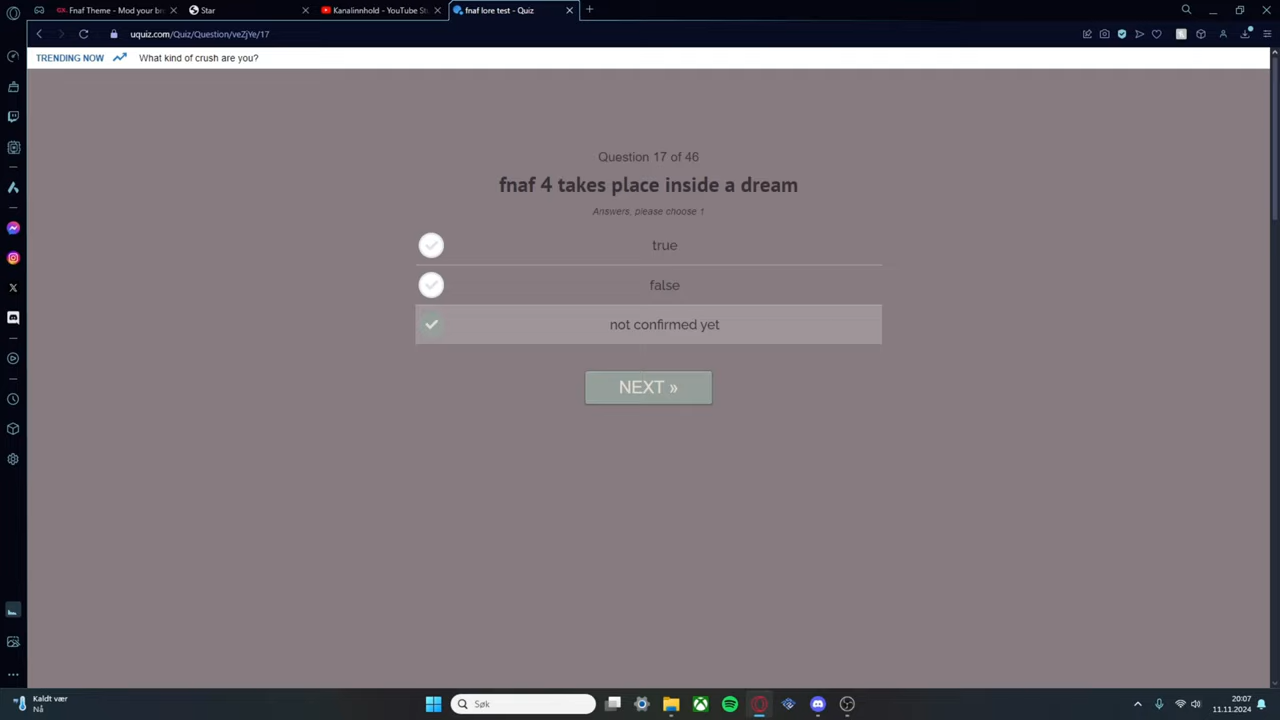 Fnaf Theme - Mod your br
Star
Kanalinnhold - YouTube St
fnaf lore test - Quiz
uquiz.com/Quiz/Question/veZjYe/17
TRENDING NOW What kind of crush are you?
Question 17 of 46
fnaf 4 takes place inside a dream
Answers, please choose 1
true
false
not confirmed yet
NEXT »
Kaldt vær
Nå
Søk
20:07
11.11.2024